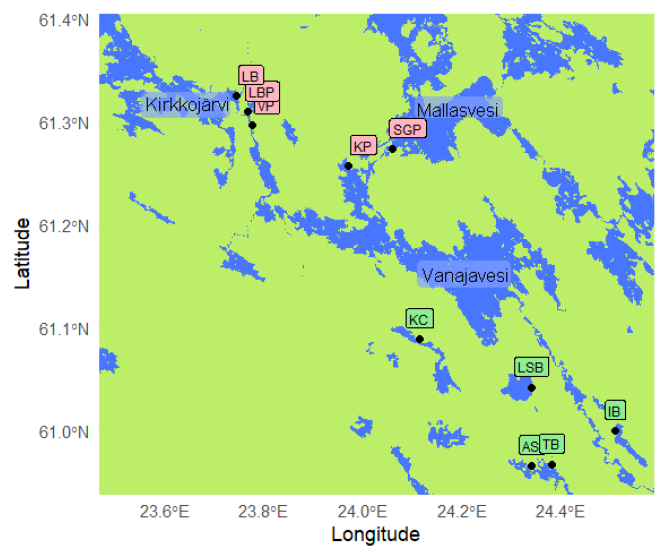 61.4°N
61.3°N
61.2°N
61.1°N
61.0°N
Latitude
LB
LBP
VP
Kirkkojärvi
Mallasvesi
SGP
KP
Vanajavesi
KC
LSB
IB
AS
TB
23.6°E 23.8°E 24.0°E 24.2°E 24.4°E
Longitude